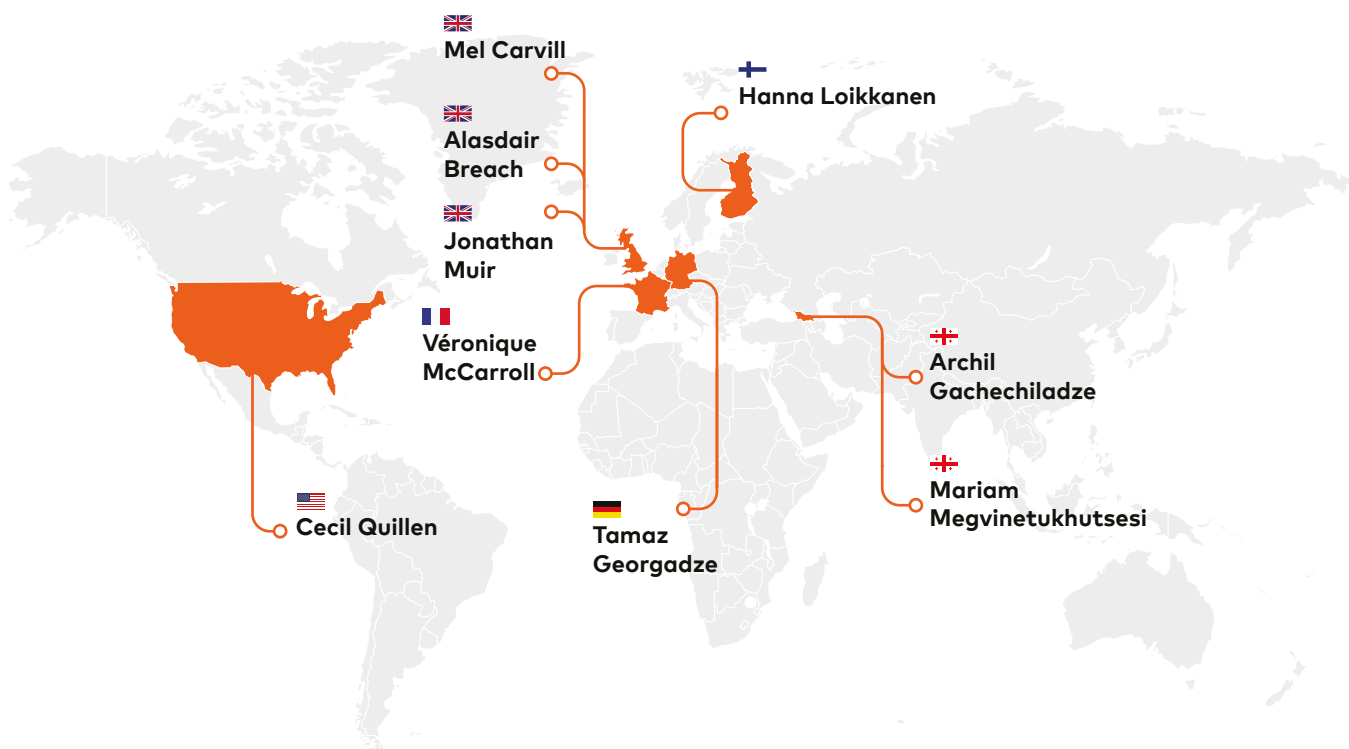 Mel Carvill
Hanna Loikkanen
Alasdair
Breach
Jonathan
Muir
Véronique
McCarroll
Archil
Gachechiladze
Mariam
Megvinetukhutsesi
Cecil Quillen
Tamaz
Georgadze